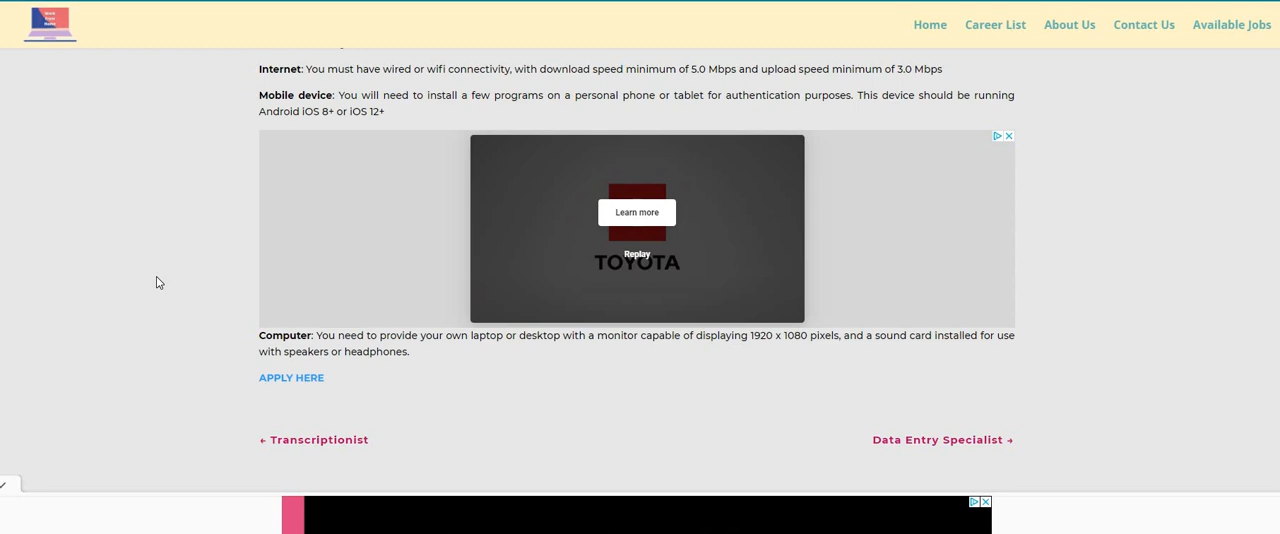 Home Career List About Us Contact Us Available Jobs
Internet: You must have wired or wifi connectivity, with download speed minimum of 5.0 Mbps and upload speed minimum of 3.0 Mbps
Mobile device: You will need to install a few programs on a personal phone or tablet for authentication purposes. This device should be running
Android iOS 8+ or iOS 12+
Learn more
Replay
TOYOTA
Computer: You need to provide your own laptop or desktop with a monitor capable of displaying 1920 x 1080 pixels, and a sound card installed for use
with speakers or headphones.
APPLY HERE
← Transcriptionist Data Entry Specialist →